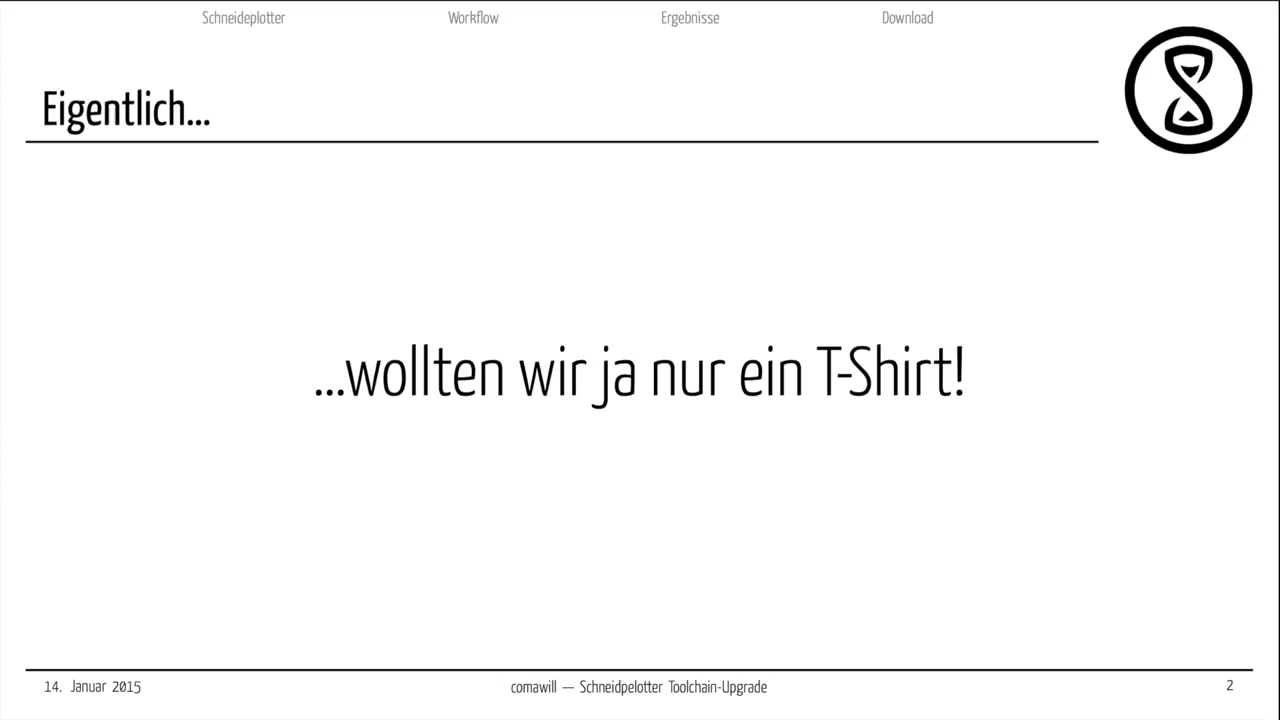 Schneideplotter Workflow Ergebnisse Download
Eigentlich...
...wollten wir ja nur ein T-Shirt!
14. Januar 2015 comawill — Schneidpelotter Toolchain-Upgrade 2